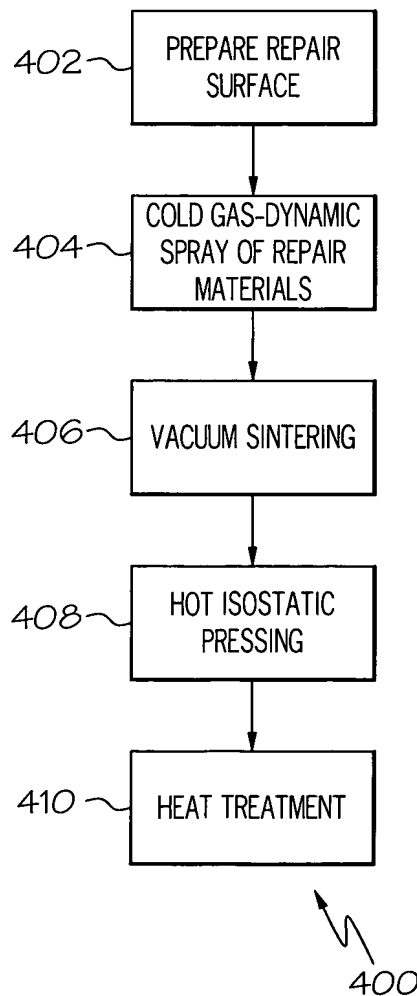 402
PREPARE REPAIR
SURFACE
404
COLD GAS-DYNAMIC
SPRAY OF REPAIR
MATERIALS
406
VACUUM SINTERING
408
HOT ISOSTATIC
PRESSING
410
HEAT TREATMENT
400